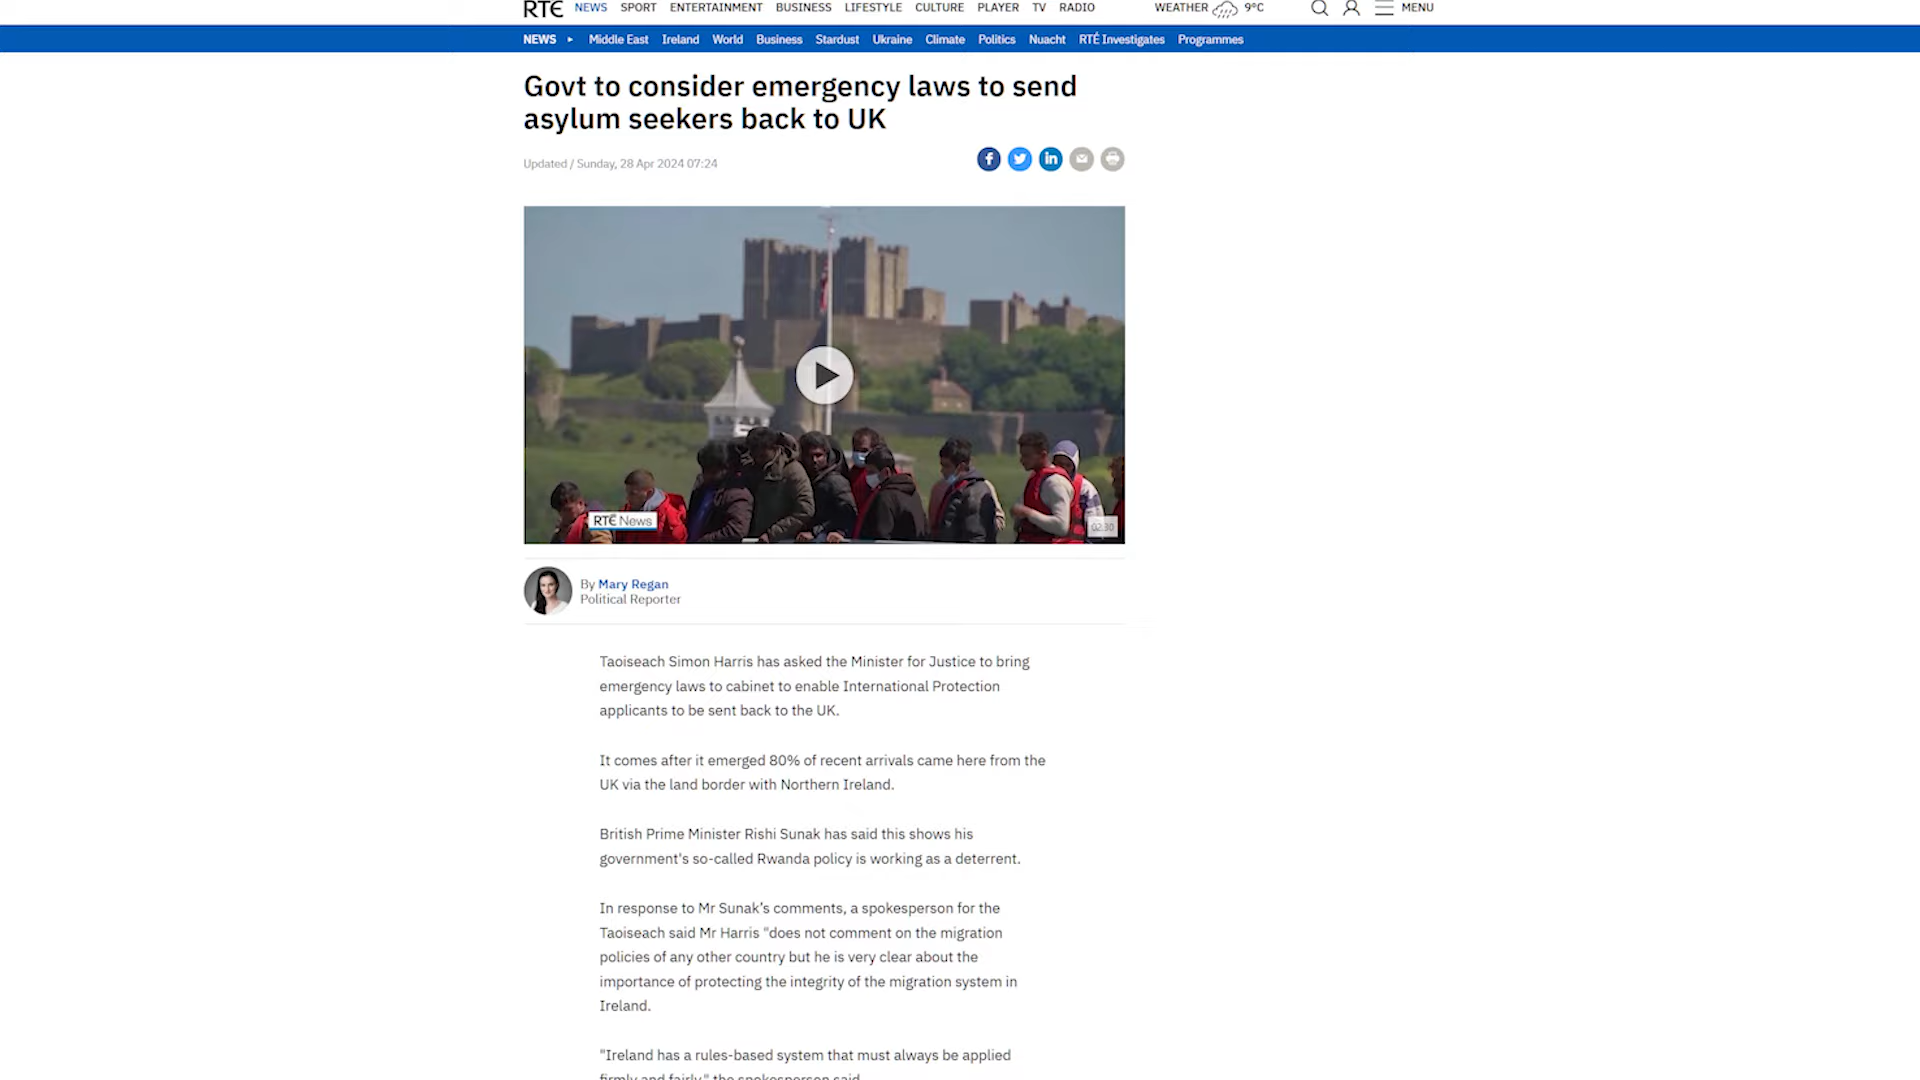 RTÉ NEWS SPORT ENTERTAINMENT BUSINESS LIFESTYLE CULTURE PLAYER TV RADIO WEATHER 9°C MENU
NEWS ▸ Middle East Ireland World Business Stardust Ukraine Climate Politics Nuacht RTÉ Investigates Programmes
Govt to consider emergency laws to send
asylum seekers back to UK
Updated / Sunday, 28 Apr 2024 07:24
RTÉ News
02:30
By Mary Regan
Political Reporter
Taoiseach Simon Harris has asked the Minister for Justice to bring
emergency laws to cabinet to enable International Protection
applicants to be sent back to the UK.
It comes after it emerged 80% of recent arrivals came here from the
UK via the land border with Northern Ireland.
British Prime Minister Rishi Sunak has said this shows his
government's so-called Rwanda policy is working as a deterrent.
In response to Mr Sunak's comments, a spokesperson for the
Taoiseach said Mr Harris "does not comment on the migration
policies of any other country but he is very clear about the
importance of protecting the integrity of the migration system in
Ireland.
"Ireland has a rules-based system that must always be applied
firmly and fairly," the spokesperson said.